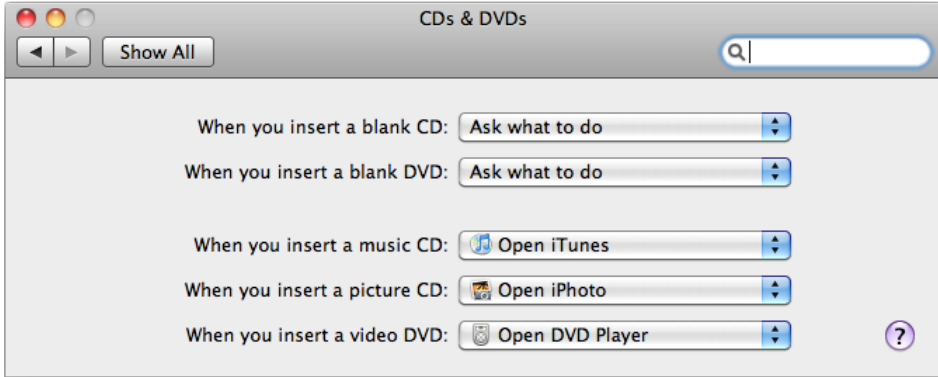 CDs & DVDs
Show All
When you insert a blank CD: Ask what to do
When you insert a blank DVD: Ask what to do
When you insert a music CD: Open iTunes
When you insert a picture CD: Open iPhoto
When you insert a video DVD: Open DVD Player
?